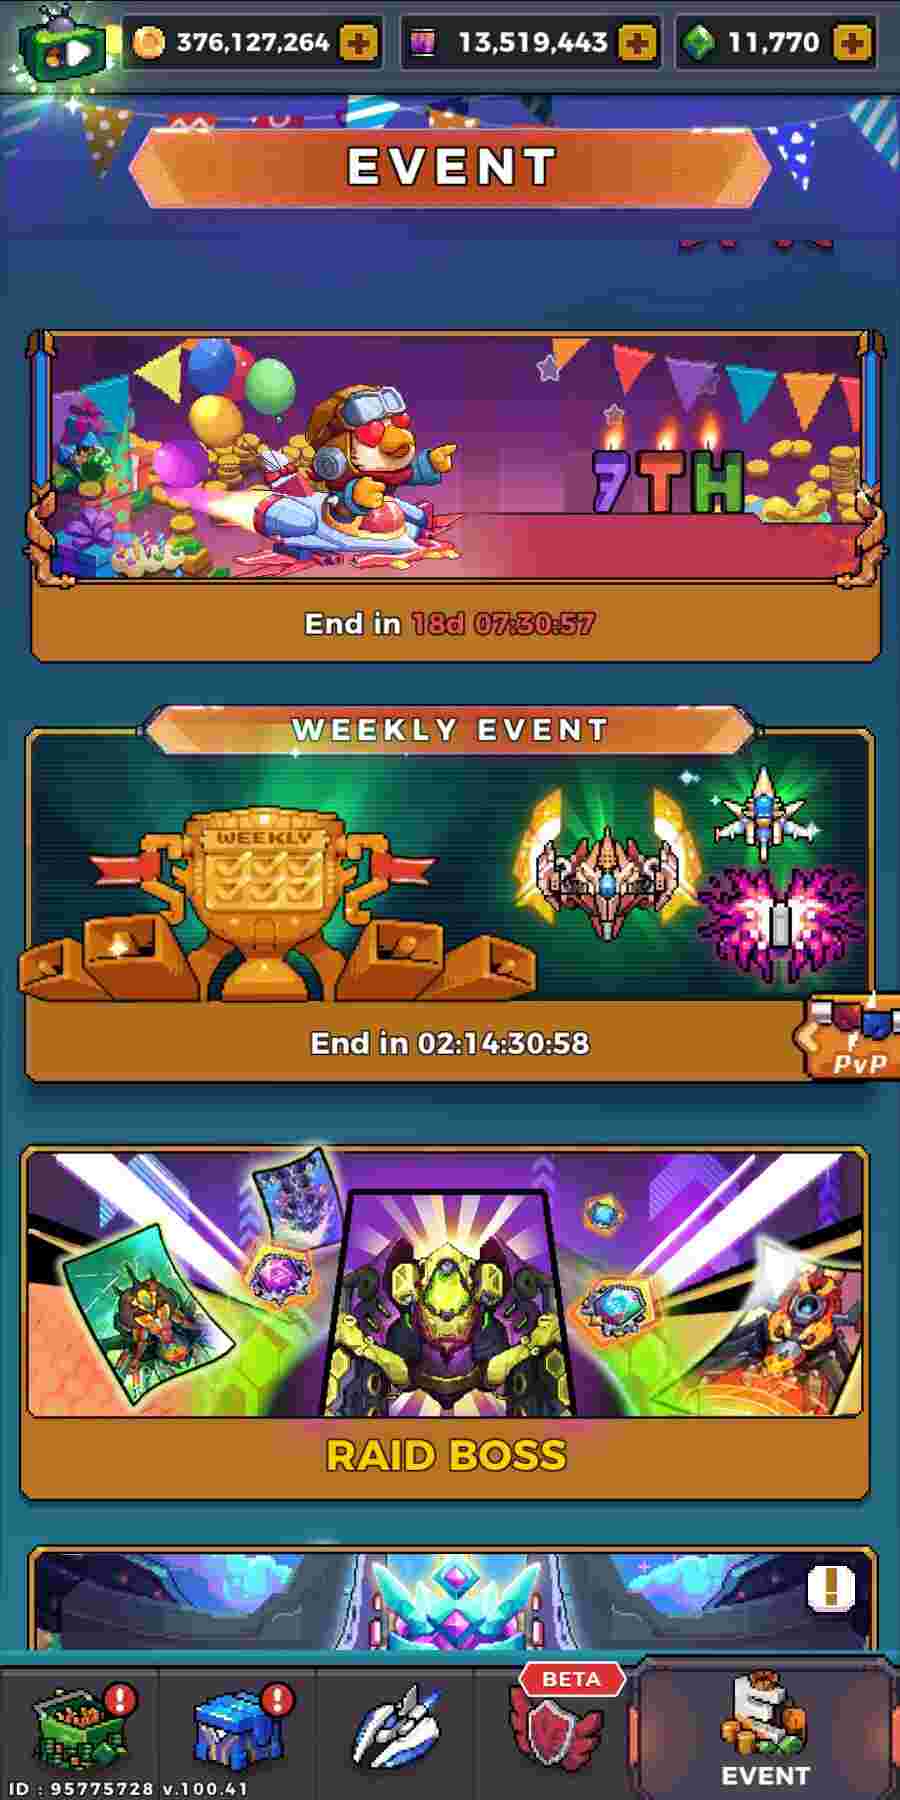 376,127,264
13,519,443
11,770
EVENT
7TH
End in 18d 07:30:57
WEEKLY EVENT
WEEKLY
End in 02:14:30:58
PvP
RAID BOSS
BETA
EVENT
ID : 95775728 v.100.41